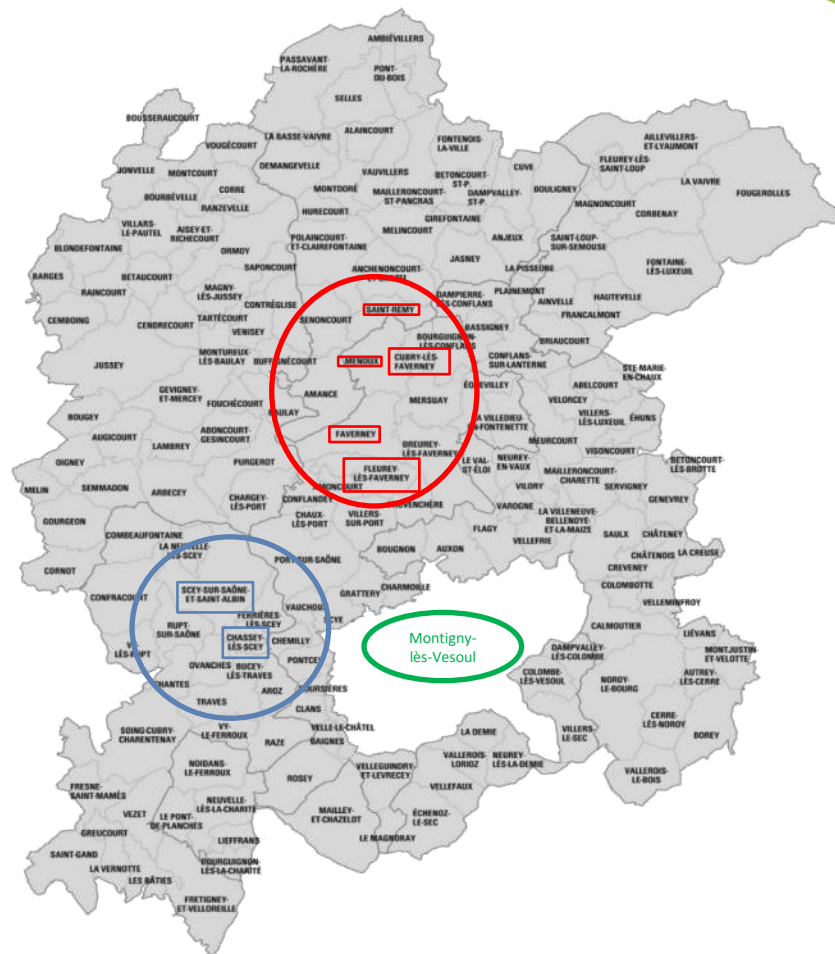 AMBIÉVILLERS
PASSAVANT-
LA-ROCHÈRE
PONT-
DU-BOIS
SELLES
BOUSSERAUCOURT
VOUGÉCOURT
LA BASSE-VAIVRE
ALAINCOURT
FONTENOIS-
LA-VILLE
AILLEVILLERS-
ET-LYAUMONT
JONVELLE
MONTCOURT
DEMANGEVELLE
VAUVILLERS
BETONCOURT-
ST-P.
CUVE
FLEUREY-LÈS-
SAINT-LOUP
CORRE
BOURBÉVELLE
MONTDORÉ
MAILLERONCOURT-
ST-PANCRAS
DAMPVALLEY-
ST-P.
BOULIGNEY
LA VAIVRE
FOUGEROLLES
RANZEVELLE
HURECOURT
MAGNONCOURT
VILLARS-
LE-PAUTEL
AISEY-ET-
RICHECOURT
GIREFONTAINE
CORBENAY
POLAINCOURT-
ET-CLAIREFONTAINE
MELINCOURT
ANJEUX
SAINT-LOUP-
SUR-SEMOUSE
BLONDEFONTAINE
ORMOY
JASNEY
FONTAINE-
LÈS-LUXEUIL
SAPONCOURT
ANCHENONCOURT-
LA PISSEURE
BARGES
BETAUCOURT
RAINCOURT
MAGNY-
LÈS-JUSSEY
DAMPIERRE-
LÈS-CONFLANS
PLAINEMONT
AINVELLE
HAUTEVELLE
CONTRÉGLISE
SAINT-REMY
FRANCALMONT
CEMBOING
CENDRECOURT
TARTÉCOURT
SENONCOURT
BASSIGNEY
VENISEY
BOURGUIGNON-
LÈS-CONFLANS
BRIAUCOURT
JUSSEY
MONTUREUX-
LÈS-BAULAY
BUFFIGNÉCOURT
MENOUX
CUBRY-LÈS-
FAVERNEY
CONFLANS-
SUR-LANTERNE
STE-MARIE-
EN-CHAUX
GEVIGNEY-
ET-MERCEY
AMANCE
MERSUAY
ABELCOURT
FOUCHÉCOURT
VELORCEY
BOUGEY
BAULAY
VILLERS-
LÈS-LUXEUIL
ÉHUNS
AUGICOURT
ABONCOURT-
GESINCOURT
FAVERNEY
LA VILLEDIEU-
EN-FONTENETTE
LAMBREY
BREUREY-
LÈS-FAVERNEY
MEURCOURT
VISONCOURT
OIGNEY
PURGEROT
FLEUREY-
LÈS-FAVERNEY
LE VAL-
ST-ÉLOI
NEUREY-
EN-VAUX
BETONCOURT-
LÈS-BROTTE
MAILLERONCOURT-
CHARETTE
MELIN
SEMMADON
ARBECEY
AMONCOURT
VILORY
SERVIGNEY
GENEVREY
CHARGEY-
LÈS-PORT
CONFLANDEY
GOURGEON
CHAUX-
LÈS-PORT
VILLERS-
SUR-PORT
PROVENCHÈRE
VAROGNE
LA VILLENEUVE-
BELLENOYE-
ET-LA-MAIZE
COMBEAUFONTAINE
FLAGY
VELLEFRIE
SAULX
CHÂTENEY
LA NEUVELLE-
LÈS-SCEY
BOUGNON
AUXON
CHÂTENOIS
LA CREUSE
CORNOT
PORT-SUR-SAÔNE
CREVENEY
COLOMBOTTE
CONFRACOURT
SCEY-SUR-SAÔNE-
ET-SAINT-ALBIN
GRATTERY
CHARMOILLE
VELLEMINFROY
VAUCHOUX
FERRIÈRES-
LÈS-SCEY
SCYE
CALMOUTIER
RUPT-
SUR-SAÔNE
CHASSEY-
LÈS-SCEY
CHEMILLY
Montigny-
lès-Vesoul
LIÉVANS
DAMPVALLEY-
LÈS-COLOMBE
MONTJUSTIN-
ET-VELOTTE
OVANCHES
BUCEY-
LÈS-TRAVES
COLOMBE-
LÈS-VESOUL
NOROY-
LE-BOURG
AUTREY-
LÈS-CERRE
CHANTES
AROZ
TRAVES
CLANS
CERRE-
LÈS-NOROY
SOING-CUBRY-
CHARENTENAY
VY-
LE-FERROUX
VELLE-LE-CHÂTEL
BAIGNES
LA DEMIE
VILLERS-
LE-SEC
BOREY
RAZE
NOIDANS-
LE-FERROUX
VELLEGUINDRY-
ET-LEVRECEY
VALLEROIS-
LORIOZ
NEUREY-
LÈS-LA-DEMIE
ROSEY
VELLEFAUX
VALLEROIS-
LE-BOIS
FRESNE-
SAINT-MAMÈS
NEUVELLE-
LÈS-LA-CHARITÉ
VEZET
LE PONT-
DE-PLANCHES
MAILLEY-
ET-CHAZELOT
ÉCHENOZ-
LE-SEC
GREUCOURT
LIEFFRANS
LE MAGNORAY
SAINT-GAND
BOURGUIGNON-
LÈS-LA-CHARITÉ
LA VERNOTTE
LES BÂTIES
FRETIGNEY-
ET-VELLOREILLE